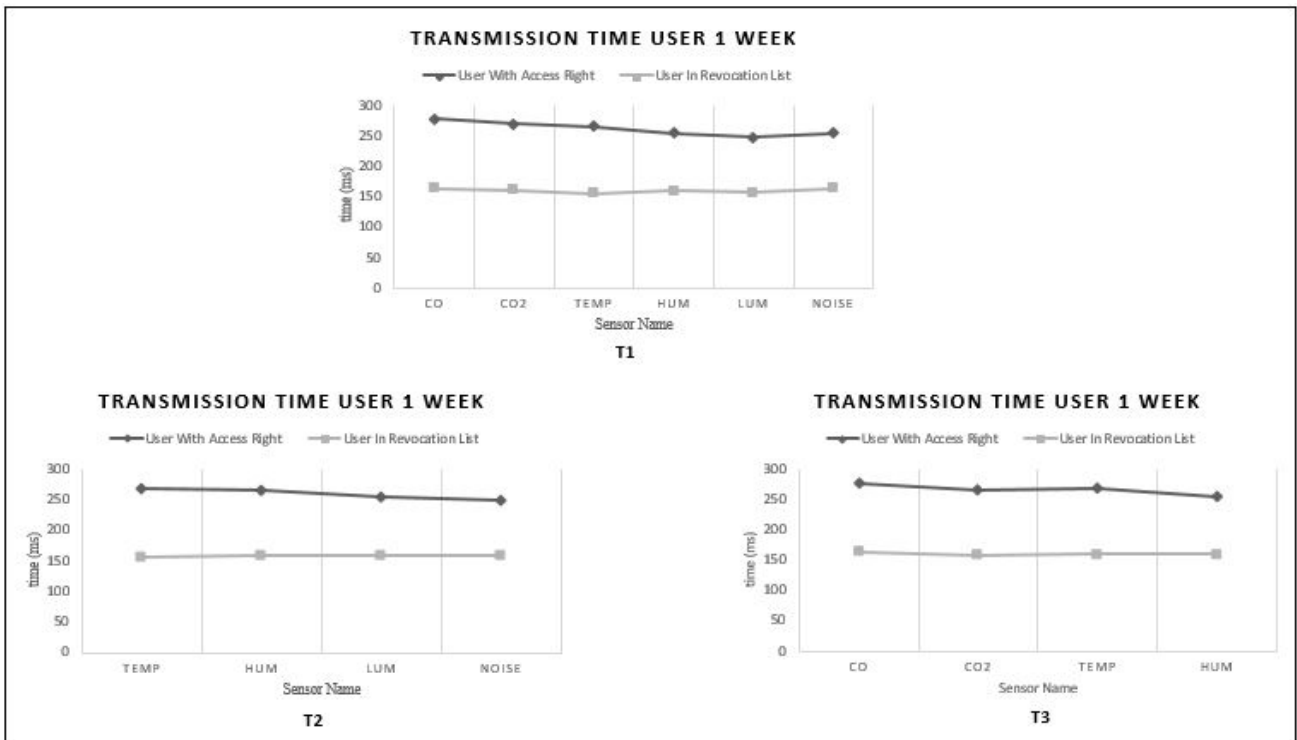 TRANSMISSION TIME USER 1 WEEK
User With Access Right User In Revocation List
300
250
200
150
100
50
0
time (ms)
CO CO2 TEMP HUM LUM NOISE
Sensor Name
T1
TRANSMISSION TIME USER 1 WEEK
User With Access Right User In Revocation List
300
250
200
150
100
50
0
time (ms)
TEMP HUM LUM NOISE
Sensor Name
T2
TRANSMISSION TIME USER 1 WEEK
User With Access Right User In Revocation List
300
250
200
150
100
50
0
time (ms)
CO CO2 TEMP HUM
Sensor Name
T3